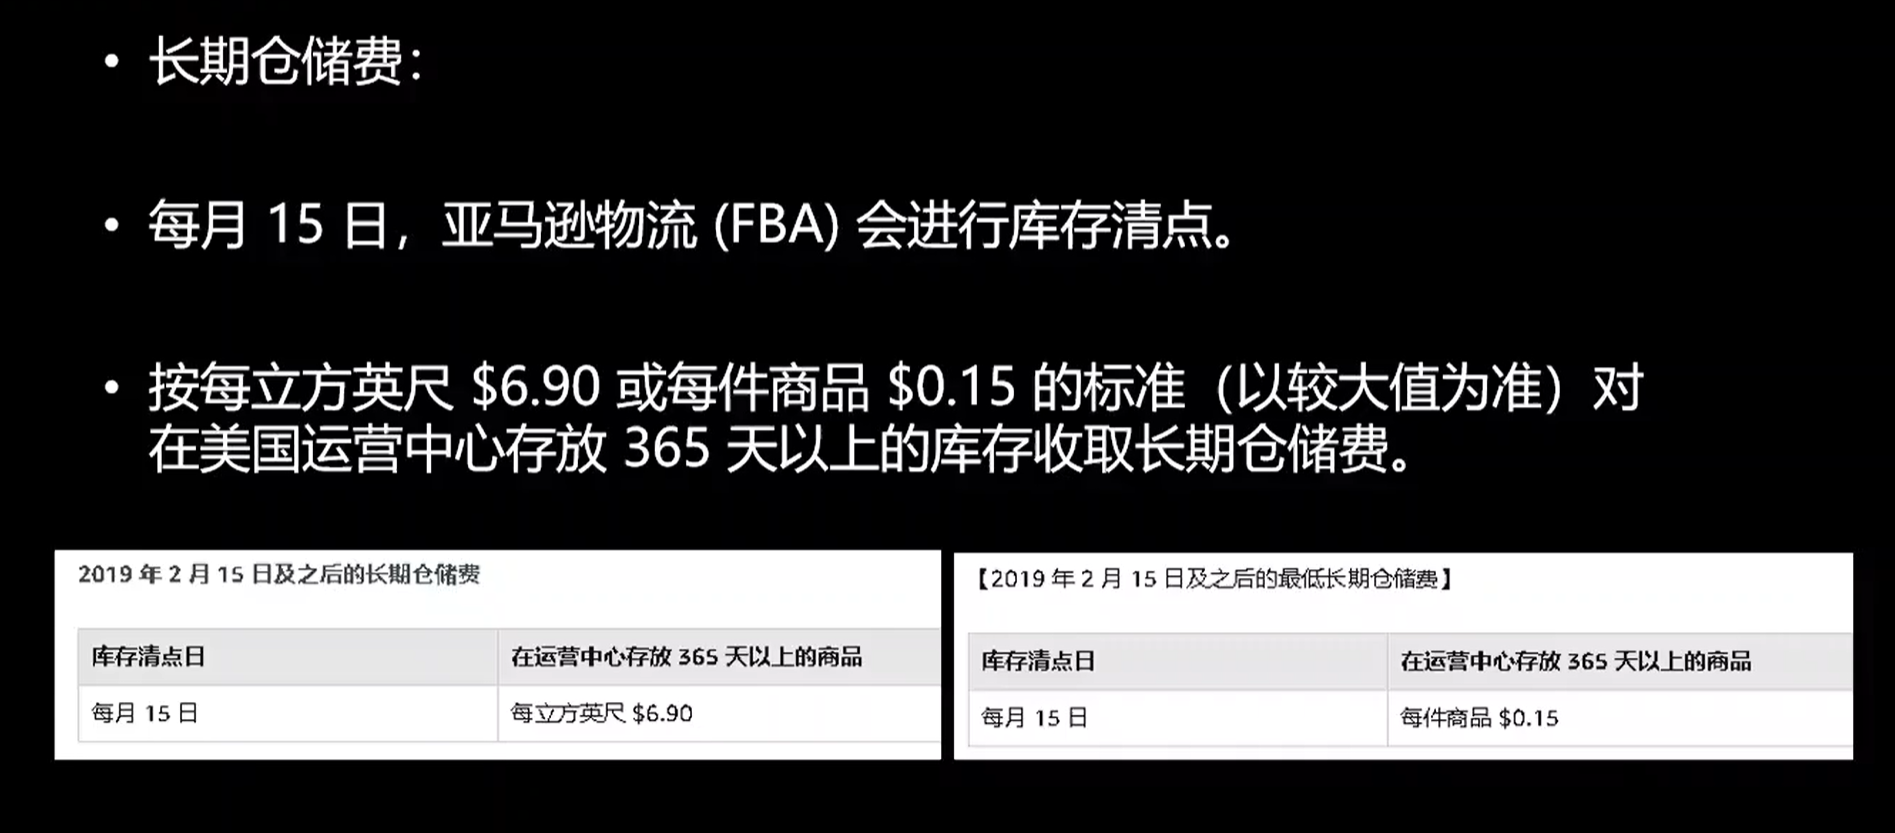 • 长期仓储费：
• 每月 15 日，亚马逊物流 (FBA) 会进行库存清点。
• 按每立方英尺 $6.90 或每件商品 $0.15 的标准（以较大值为准）对
在美国运营中心存放 365 天以上的库存收取长期仓储费。
2019 年 2 月 15 日及之后的长期仓储费
库存清点日 在运营中心存放 365 天以上的商品
每月 15 日 每立方英尺 $6.90
【2019 年 2 月 15 日及之后的最低长期仓储费】
库存清点日 在运营中心存放 365 天以上的商品
每月 15 日 每件商品 $0.15